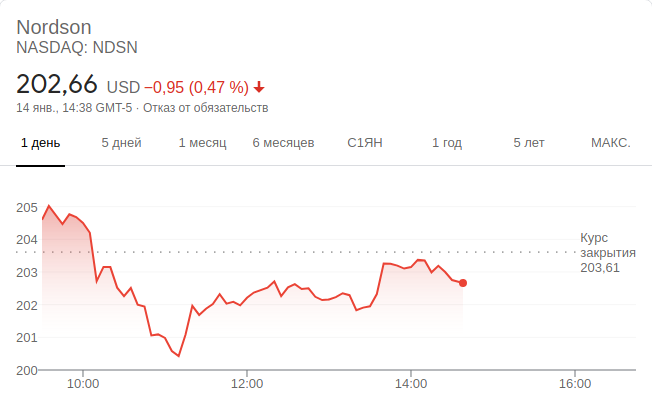 Nordson
NASDAQ: NDSN
202,66 USD −0,95 (0,47 %)
14 янв., 14:38 GMT-5 · Отказ от обязательств
1 день 5 дней 1 месяц 6 месяцев С1ЯН 1 год 5 лет МАКС.
205
204
203
202
201
200
Курс
закрытия
203,61
10:00 12:00 14:00 16:00